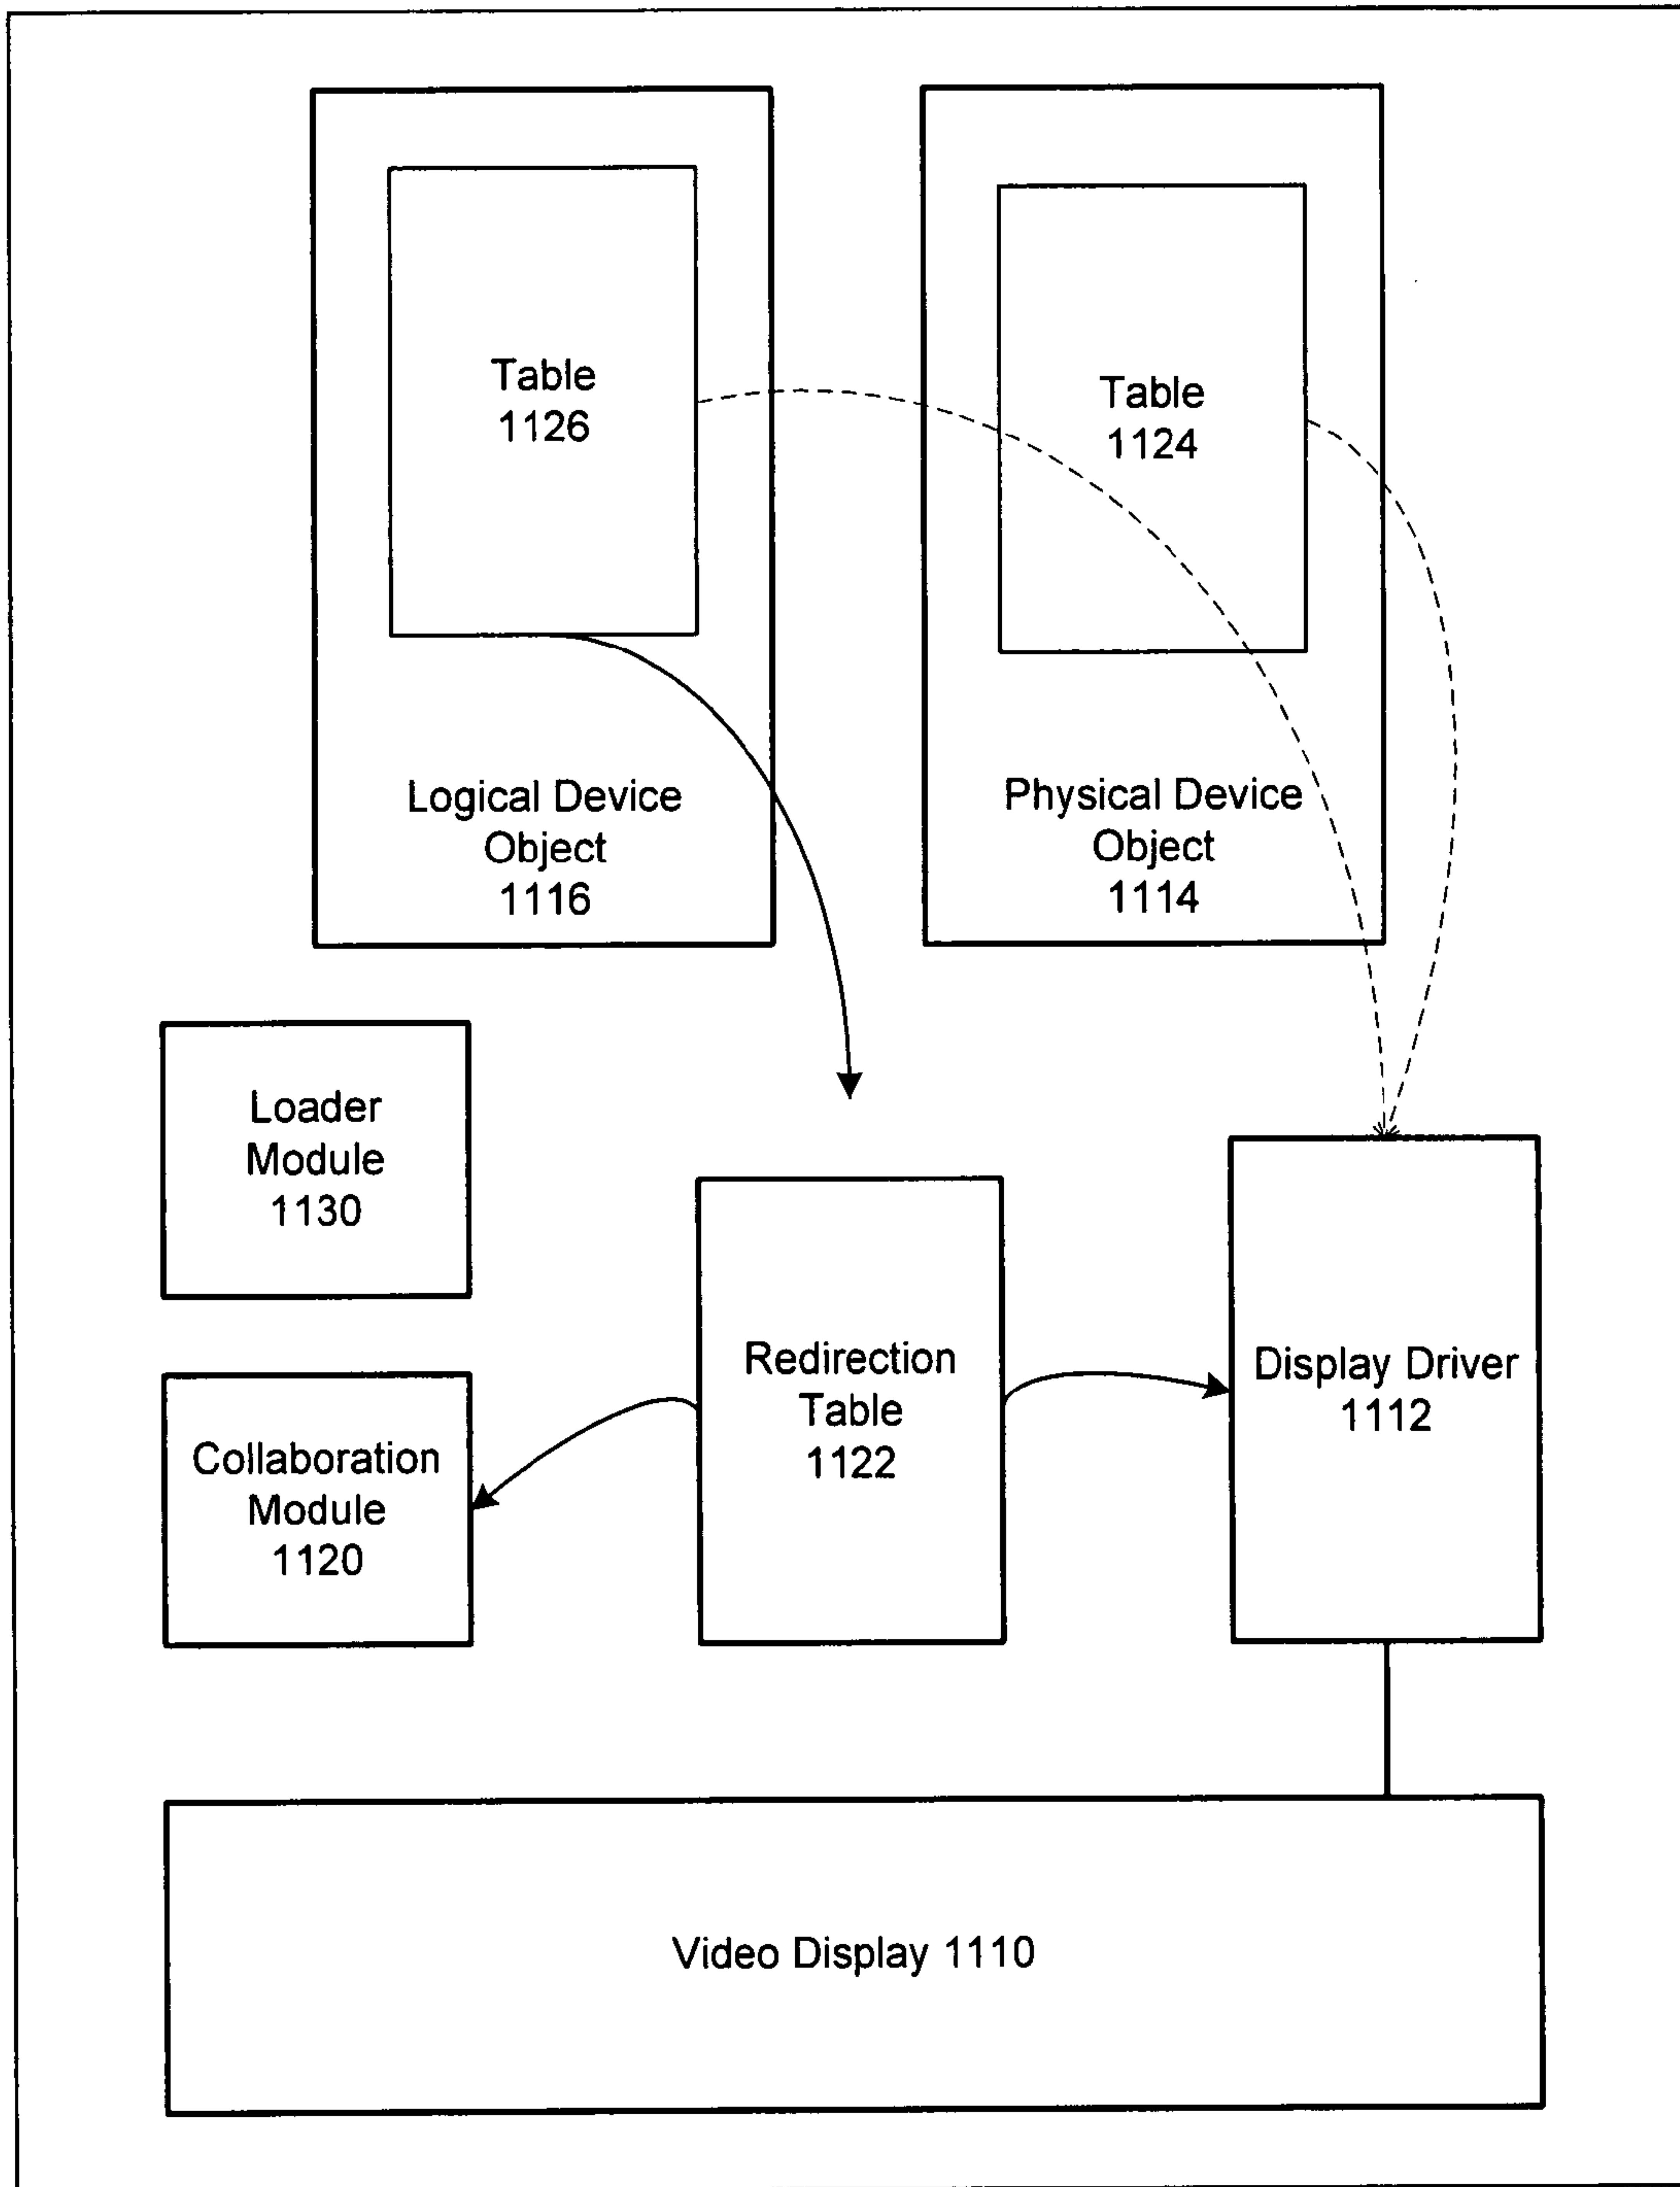 Table
1126
Table
1124
Logical Device
Object
1116
Physical Device
Object
1114
Loader
Module
1130
Redirection
Table
1122
Display Driver
1112
Collaboration
Module
1120
Video Display 1110